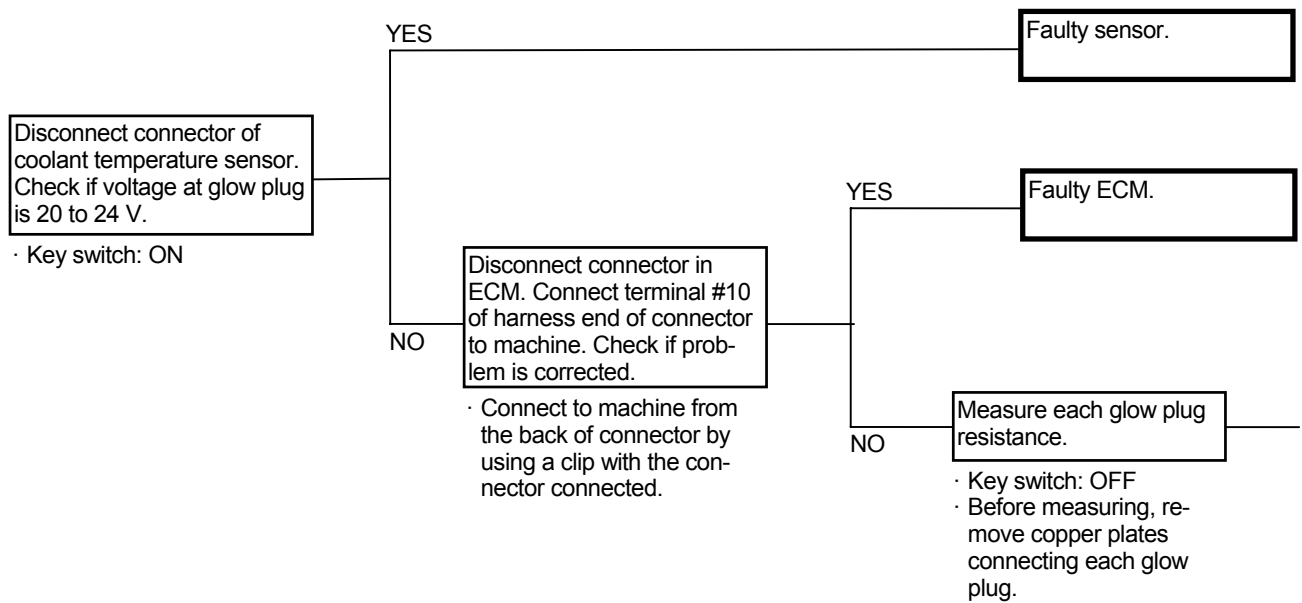 YES
Faulty sensor.
Disconnect connector of
coolant temperature sensor.
Check if voltage at glow plug
is 20 to 24 V.
· Key switch: ON
YES
Faulty ECM.
NO
Disconnect connector in
ECM. Connect terminal #10
of harness end of connector
to machine. Check if prob-
lem is corrected.
· Connect to machine from
the back of connector by
using a clip with the con-
nector connected.
NO
Measure each glow plug
resistance.
· Key switch: OFF
· Before measuring, re-
move copper plates
connecting each glow
plug.